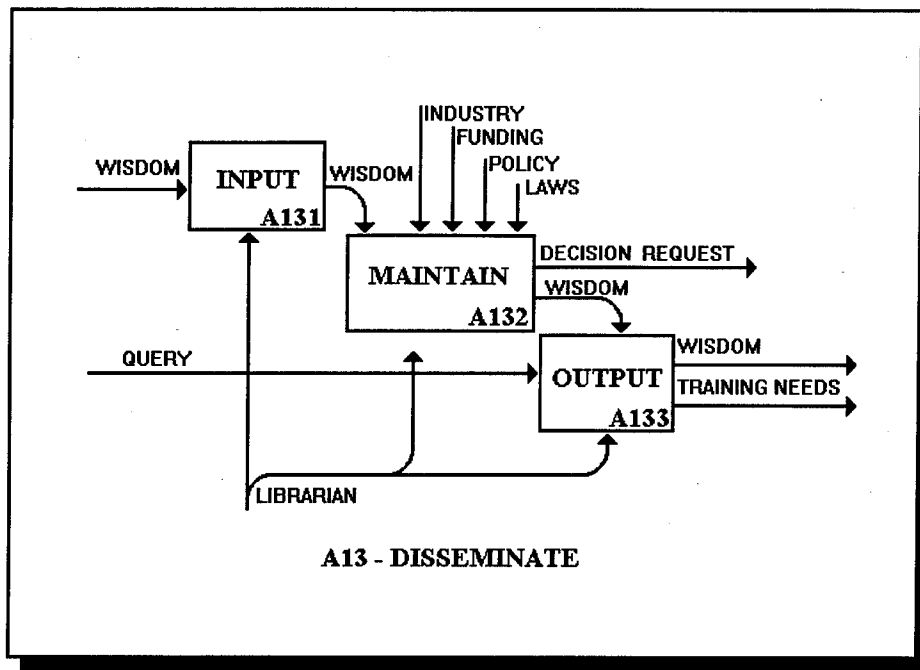 INDUSTRY
FUNDING
POLICY
LAWS
WISDOM
INPUT
A131
WISDOM
MAINTAIN
A132
DECISION REQUEST
WISDOM
QUERY
OUTPUT
A133
WISDOM
TRAINING NEEDS
LIBRARIAN
A13 - DISSEMINATE